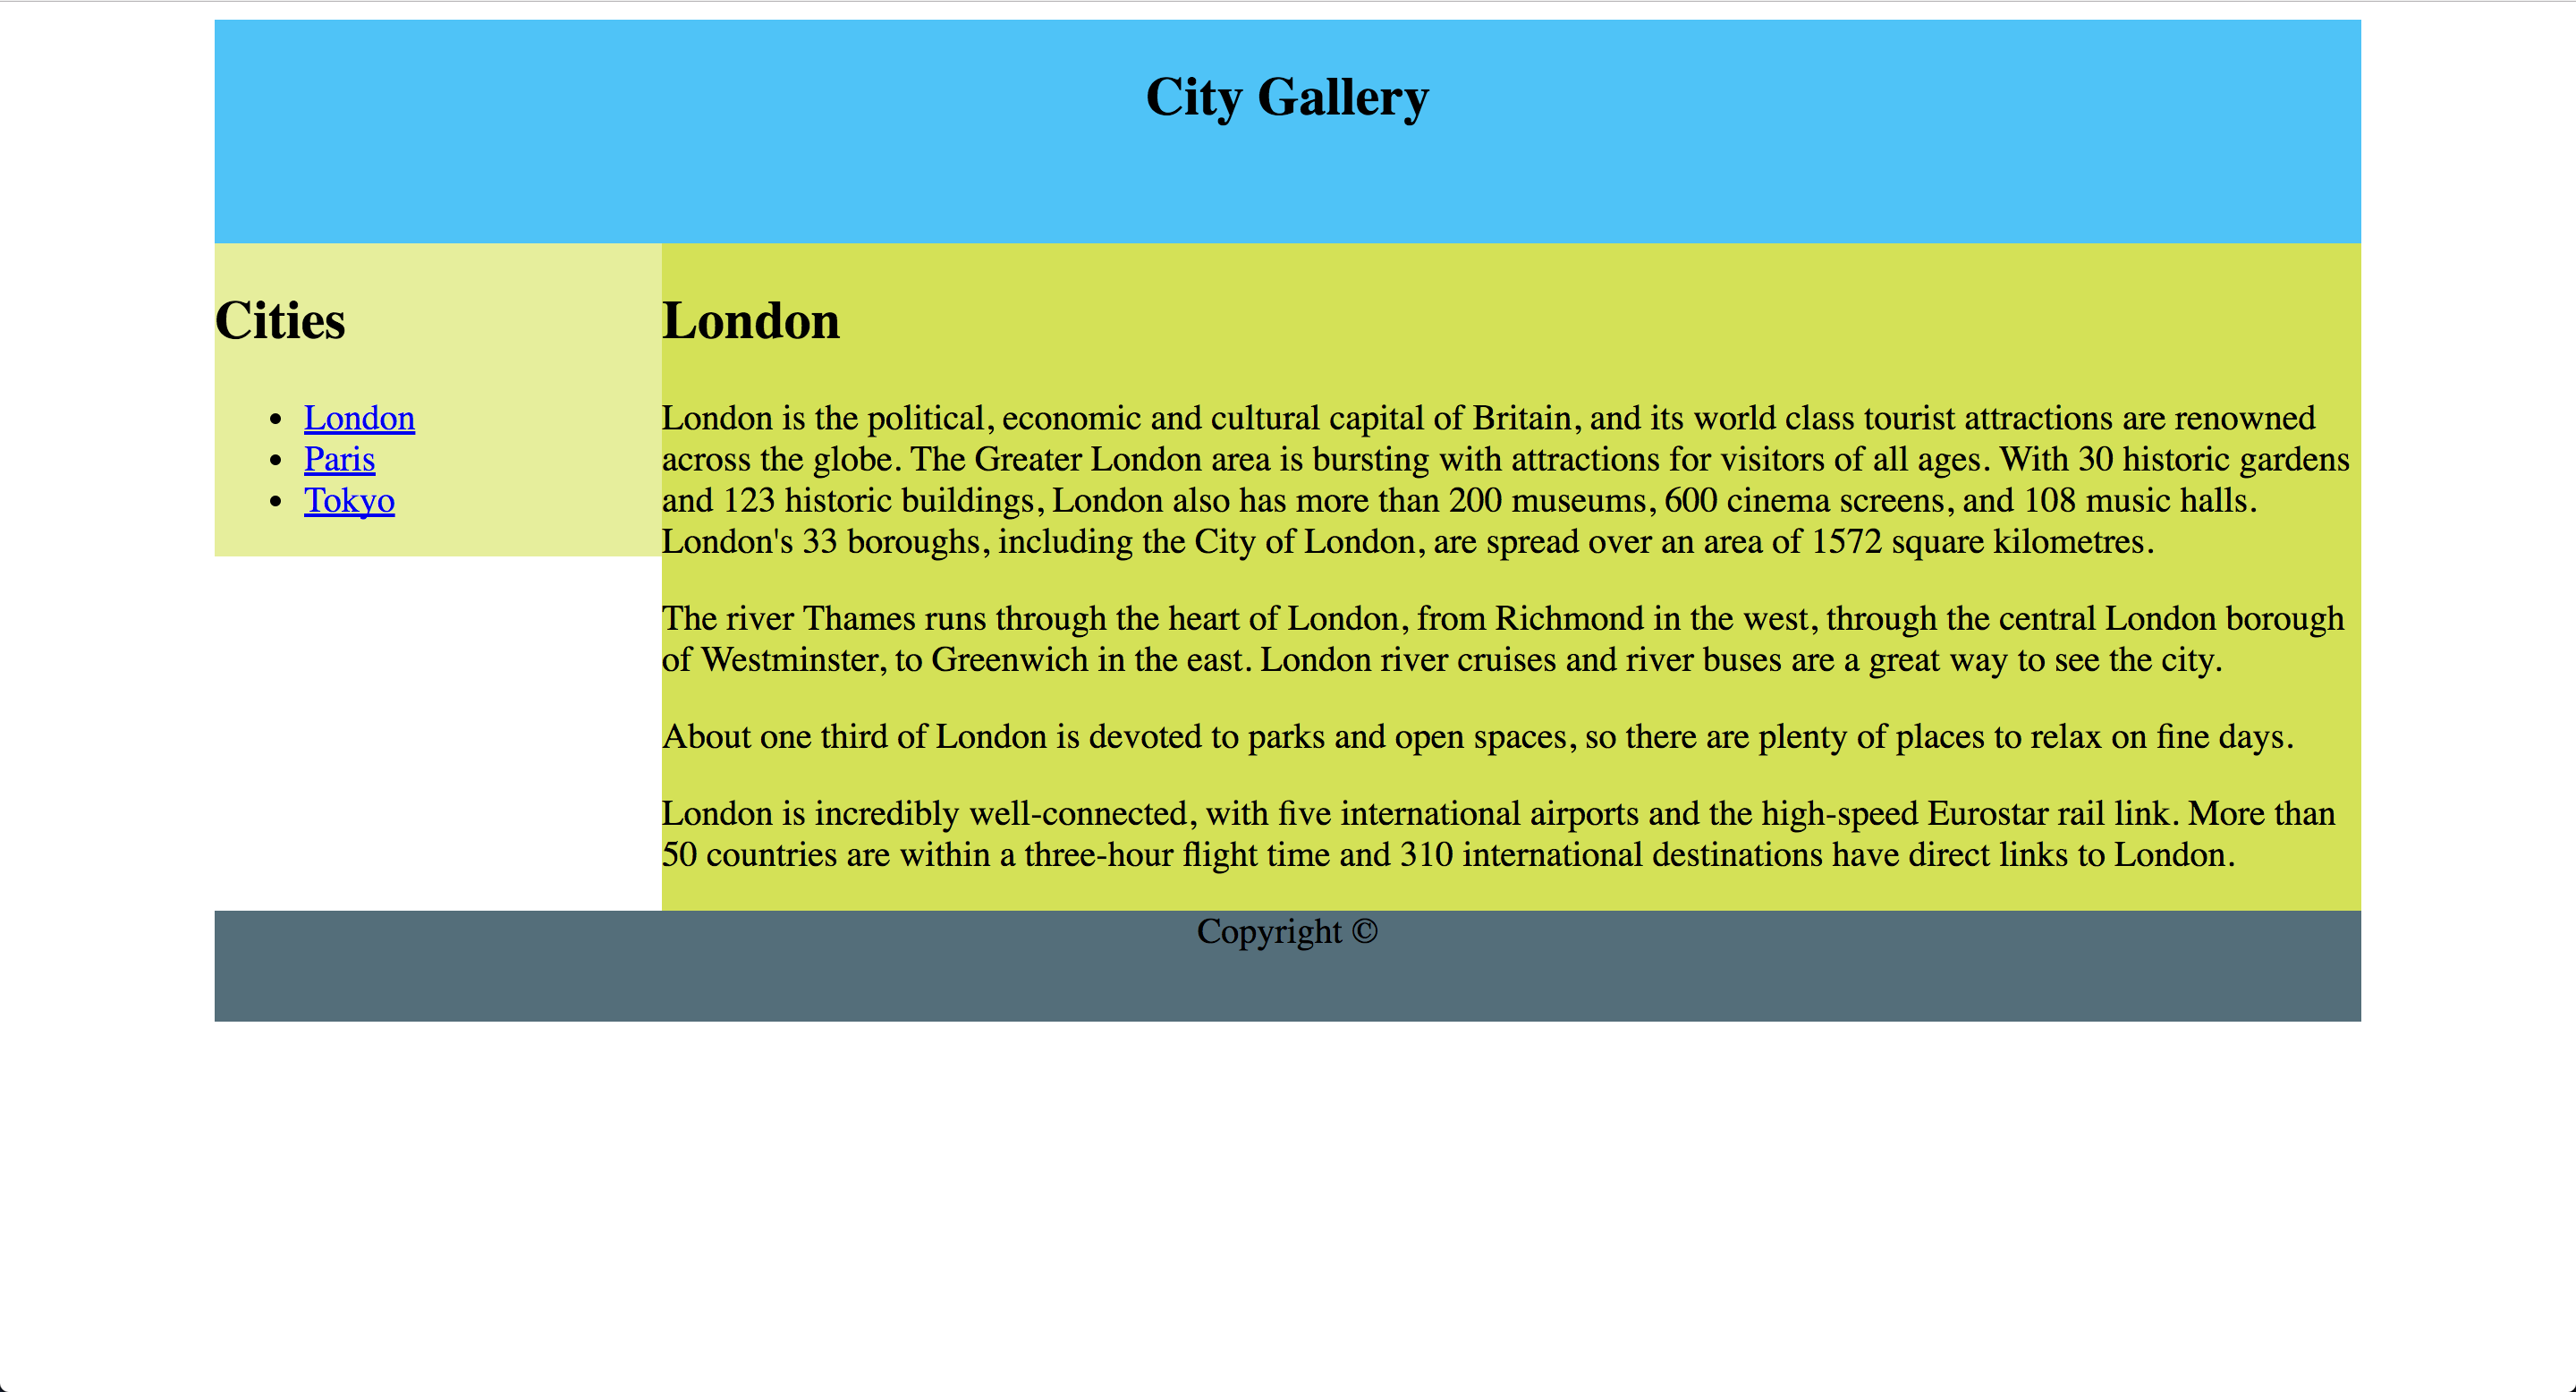 City Gallery
Cities
London
Paris
Tokyo
London
London is the political, economic and cultural capital of Britain, and its world class tourist attractions are renowned
across the globe. The Greater London area is bursting with attractions for visitors of all ages. With 30 historic gardens
and 123 historic buildings, London also has more than 200 museums, 600 cinema screens, and 108 music halls.
London's 33 boroughs, including the City of London, are spread over an area of 1572 square kilometres.
The river Thames runs through the heart of London, from Richmond in the west, through the central London borough
of Westminster, to Greenwich in the east. London river cruises and river buses are a great way to see the city.
About one third of London is devoted to parks and open spaces, so there are plenty of places to relax on fine days.
London is incredibly well-connected, with five international airports and the high-speed Eurostar rail link. More than
50 countries are within a three-hour flight time and 310 international destinations have direct links to London.
Copyright ©